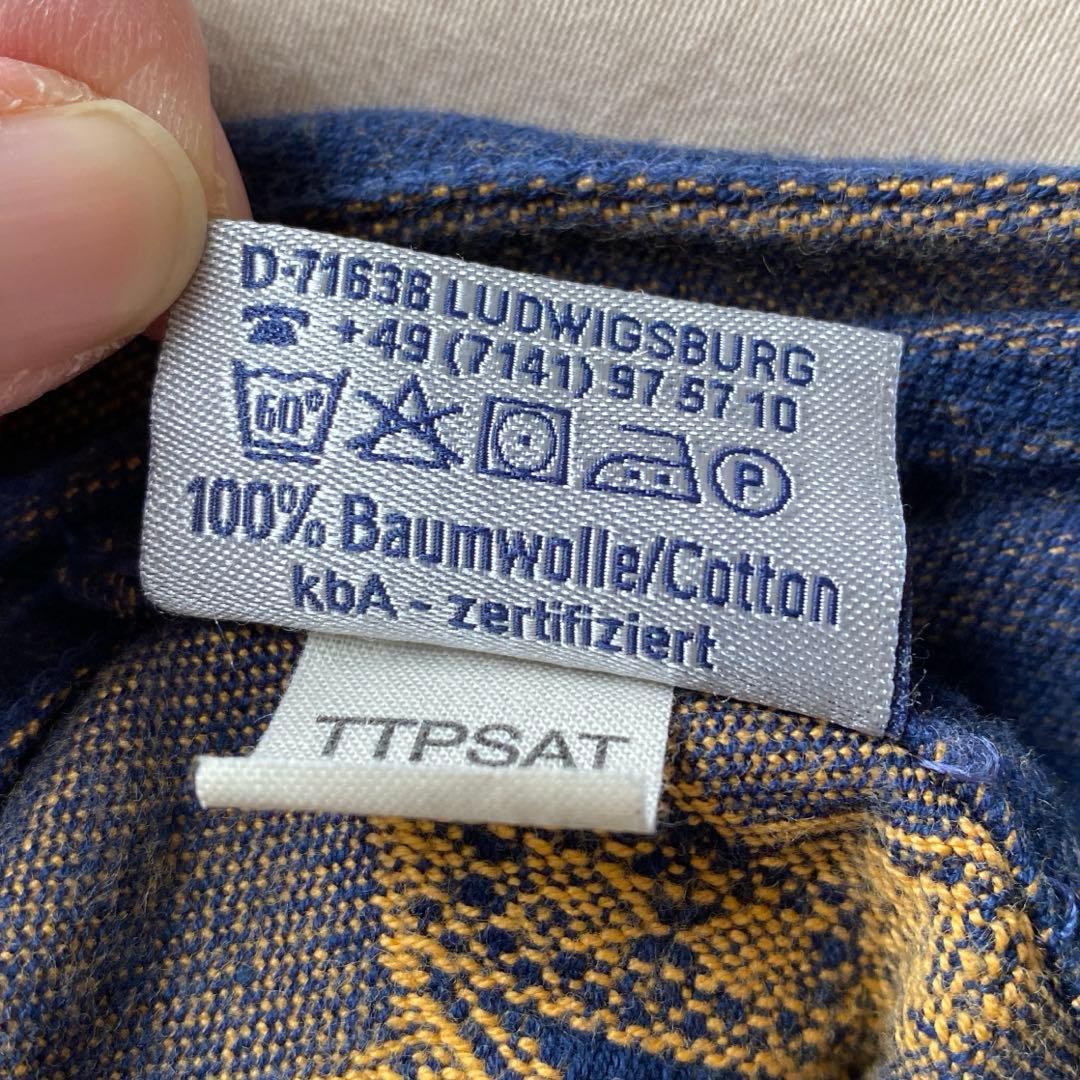 D-71638 LUDWIGSBURG
☎ +49 (7141) 97 57 10
60° P
100% Baumwolle/Cotton
kbA - zertifiziert
TTPSAT